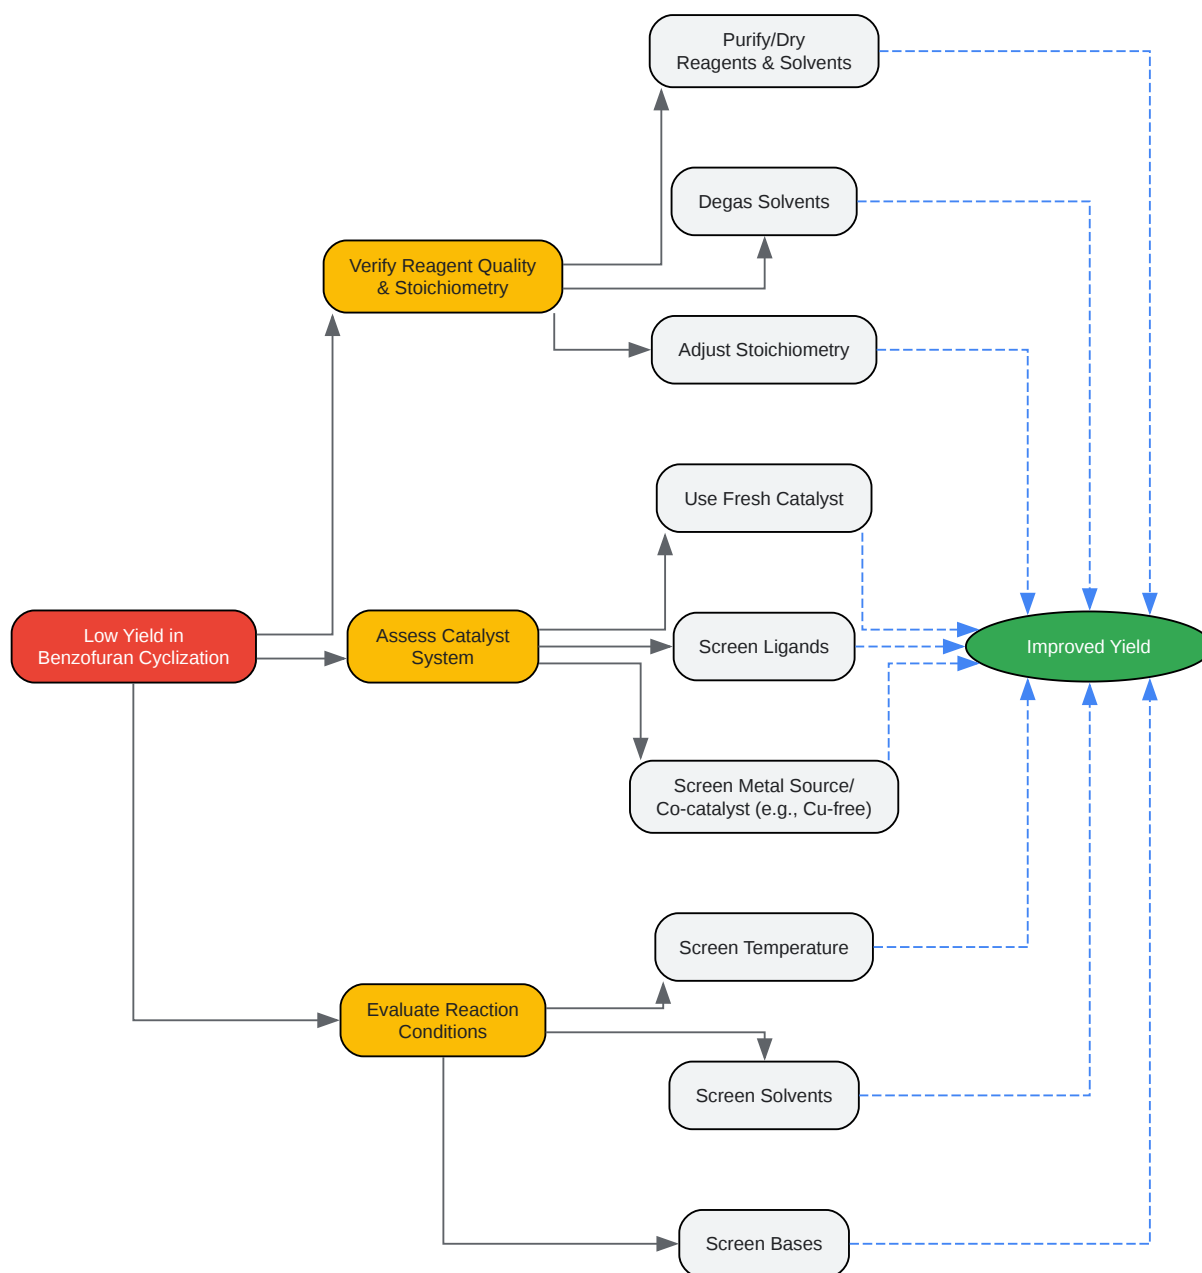 Purify/Dry
Reagents & Solvents
Degas Solvents
Verify Reagent Quality
& Stoichiometry
Adjust Stoichiometry
Use Fresh Catalyst
Low Yield in
Benzofuran Cyclization
Assess Catalyst
System
Screen Ligands
Improved Yield
Screen Metal Source/
Co-catalyst (e.g., Cu-free)
Screen Temperature
Evaluate Reaction
Conditions
Screen Solvents
Screen Bases